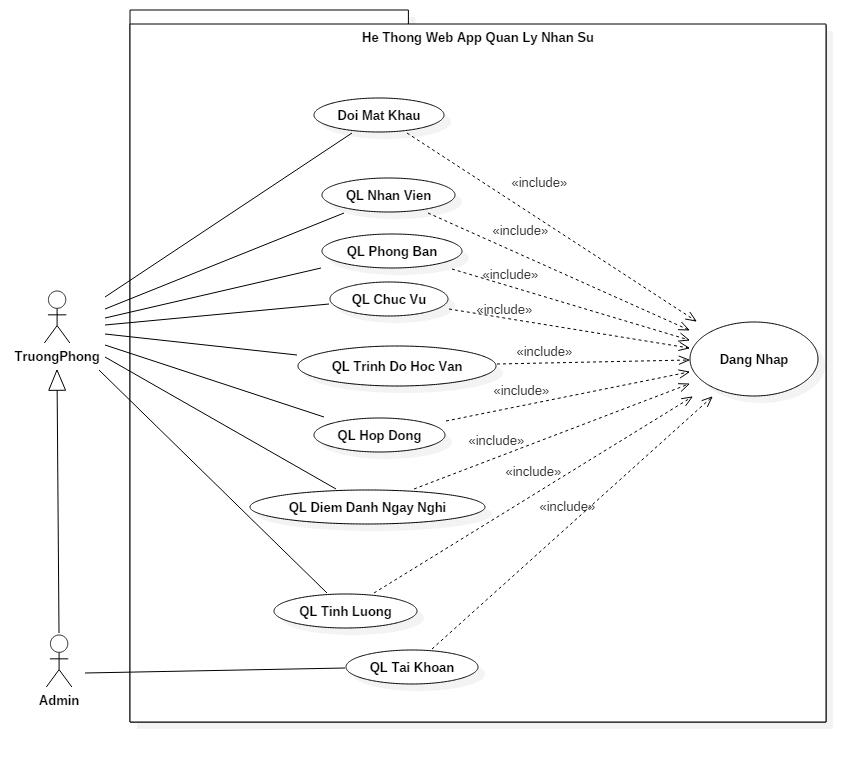 He Thong Web App Quan Ly Nhan Su
Doi Mat Khau
«include»
QL Nhan Vien
«include»
QL Phong Ban
«include»
QL Chuc Vu
«include»
TruongPhong
QL Trinh Do Hoc Van
«include»
Dang Nhap
«include»
QL Hop Dong
«include»
«include»
QL Diem Danh Ngay Nghi
«include»
QL Tinh Luong
QL Tai Khoan
Admin